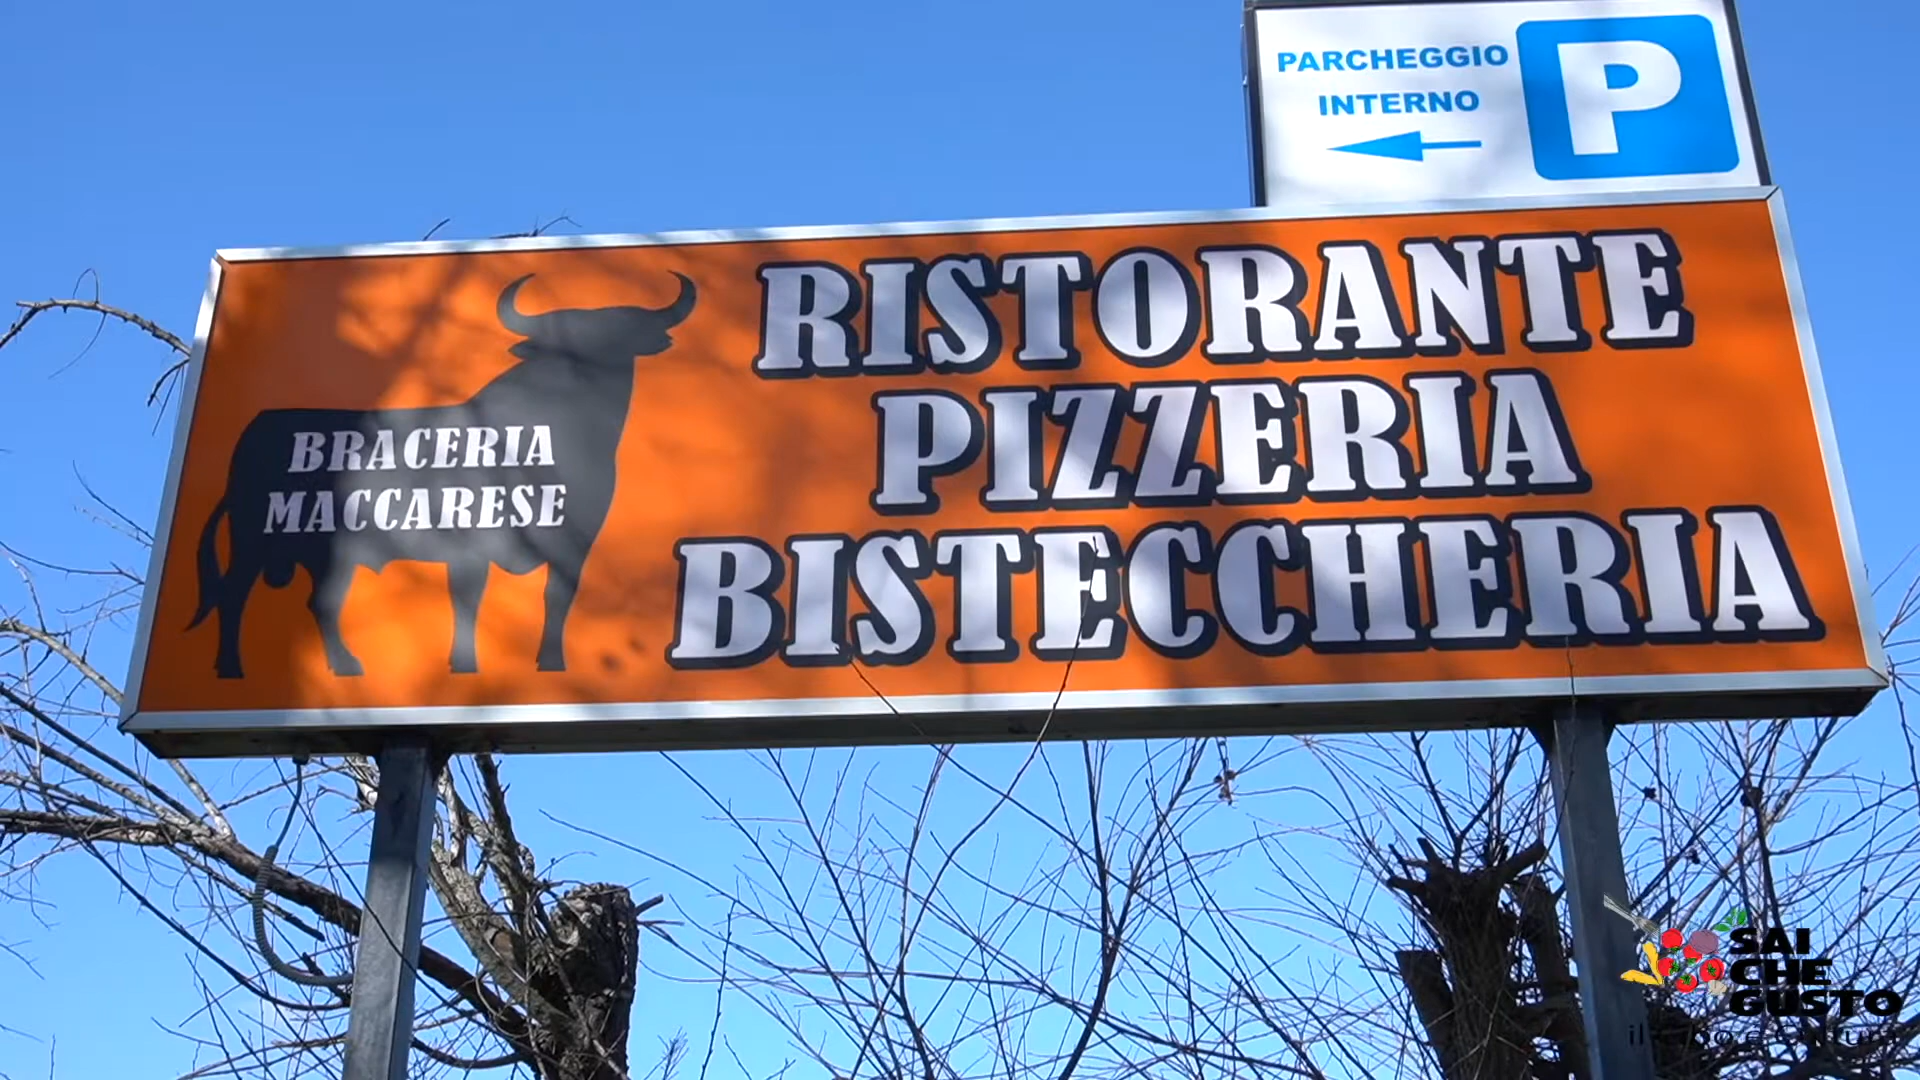 PARCHEGGIO
INTERNO
P
RISTORANTE
PIZZERIA
BISTECCHERIA
BRACERIA
MACCARESE
SAI
CHE
GUSTO